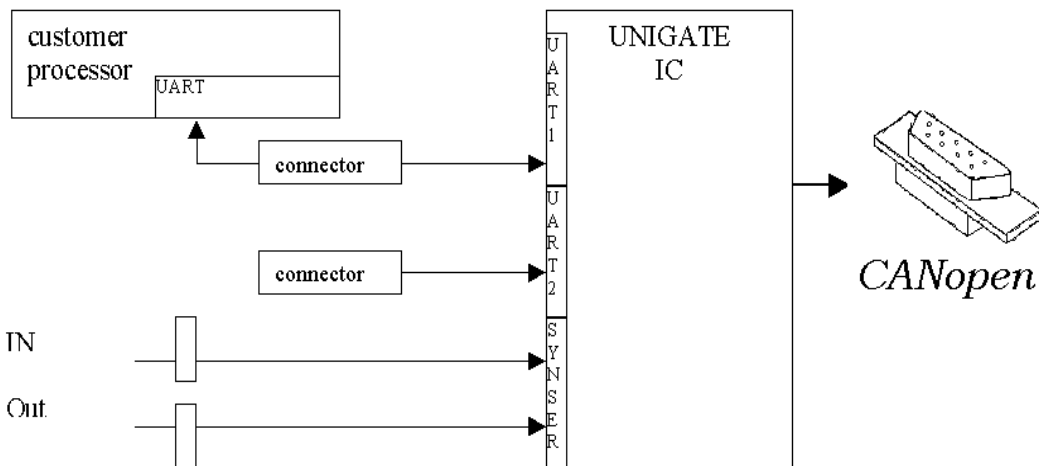 customer
processor
UART
connector
connector
IN
Out
UART1
UART2
SYNSER
UNIGATE
IC
CANopen